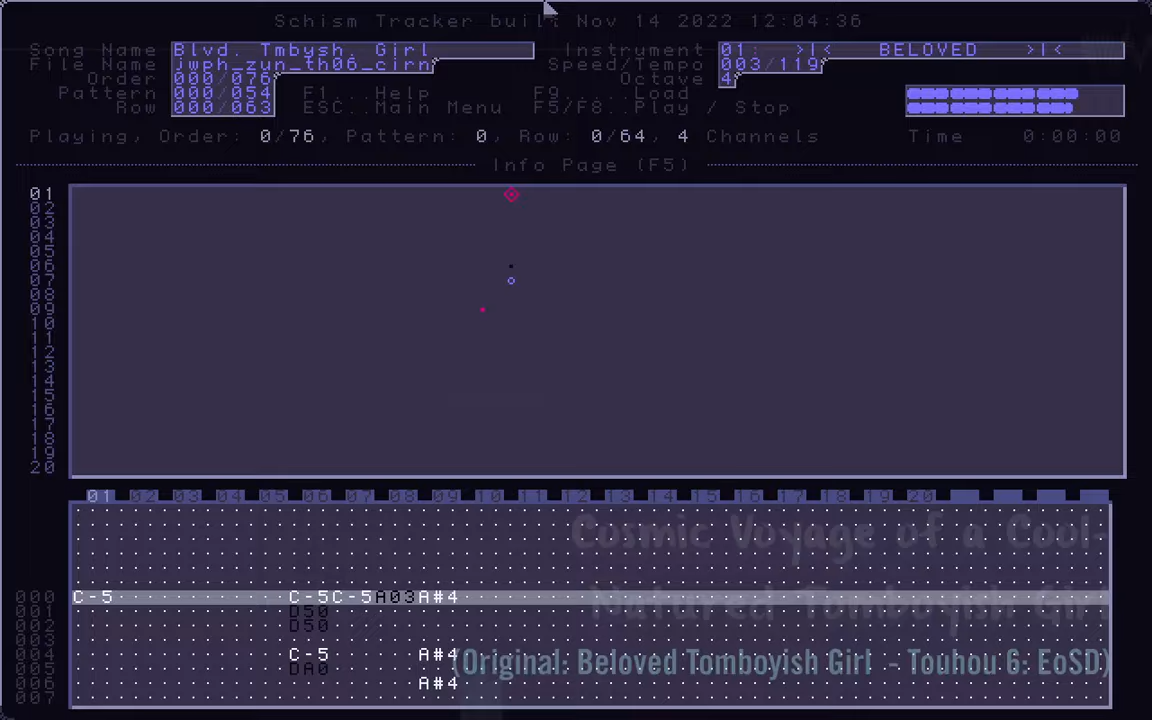 Schism Tracker built Nov 14 2022 12:04:36
Song Name Blvd. Tmbysh. Girl Instrument 01: >|< BELOVED >|<
File Name jwph_zun_th06_cirn Speed/Tempo 003/119
Order 000/076 Octave 4
Pattern 000/054 F1...Help F9.....Load
Row 000/063 ESC..Main Menu F5/F8..Play / Stop
Playing, Order: 0/76, Pattern: 0, Row: 0/64, 4 Channels Time 0:00:00
Info Page (F5)
01
02
03
04
05
06
07
08
09
10
11
12
13
14
15
16
17
18
19
20
01 02 03 04 05 06 07 08 09 10 11 12 13 14 15 16 17 18 19 20
Cosmic Voyage of a Cool-
000 C-5 C-5 C-5 A03 A#4
Natured Tomboyish Girl
001 D50
002 D50
003
004 C-5 A#4
(Original: Beloved Tomboyish Girl - Touhou 6: EoSD)
005 DA0
006 A#4
007